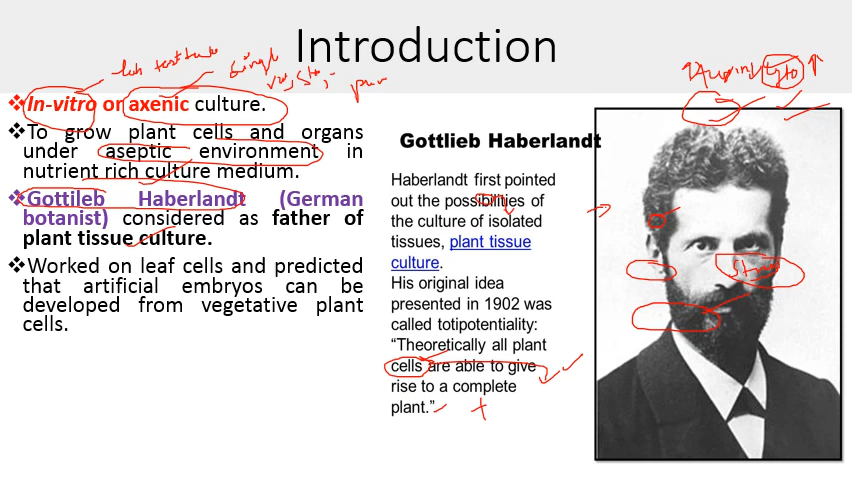 Introduction
In-vitro or axenic culture.
To grow plant cells and organs
under aseptic environment in
nutrient rich culture medium.
Gottileb Haberlandt (German
botanist) considered as father of
plant tissue culture.
Worked on leaf cells and predicted
that artificial embryos can be
developed from vegetative plant
cells.
Gottlieb Haberlandt
Haberlandt first pointed
out the possibilities of
the culture of isolated
tissues, plant tissue
culture.
His original idea
presented in 1902 was
called totipotentiality:
“Theoretically all plant
cells are able to give
rise to a complete
plant.”